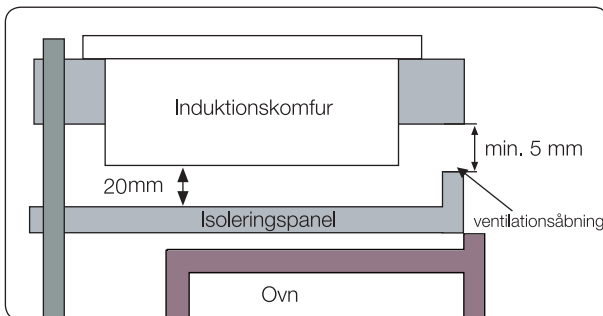 Induktionskomfur
min. 5 mm
20mm
Isoleringspanel
ventilationsåbning
Ovn